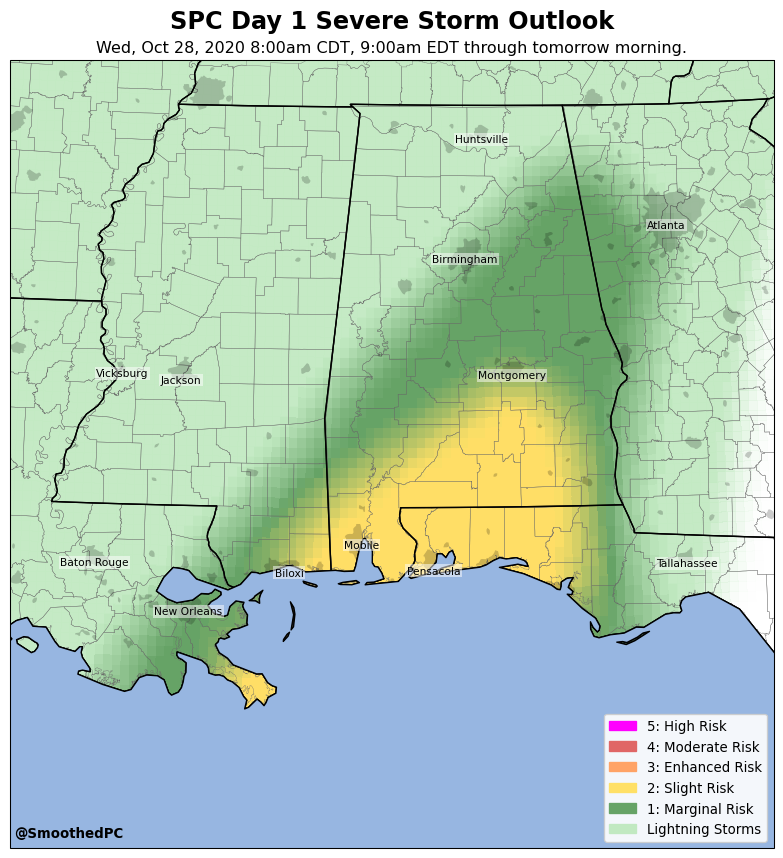 SPC Day 1 Severe Storm Outlook
Wed, Oct 28, 2020 8:00am CDT, 9:00am EDT through tomorrow morning.
Huntsville
Atlanta
Birmingham
Vicksburg
Jackson
Montgomery
Mobile
Baton Rouge
Biloxi
Pensacola
Tallahassee
New Orleans
5: High Risk
4: Moderate Risk
3: Enhanced Risk
2: Slight Risk
1: Marginal Risk
Lightning Storms
@SmoothedPC